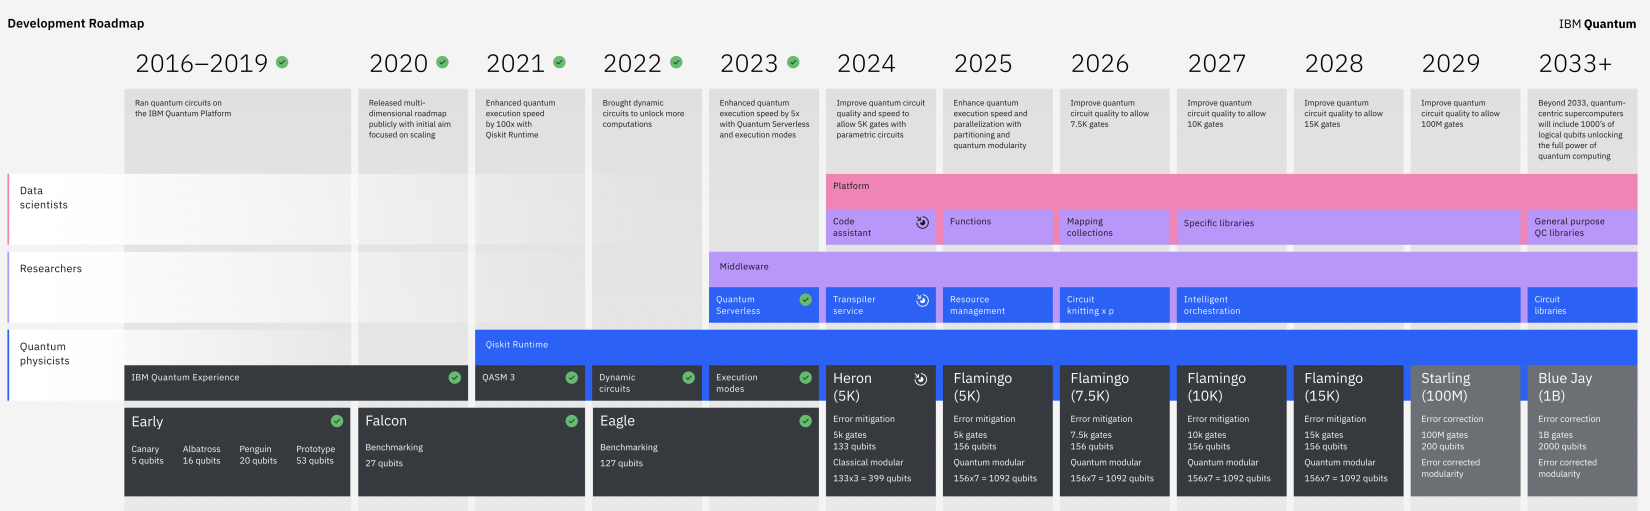 Development Roadmap
IBM Quantum
2016–2019
2020
2021
2022
2023
2024
2025
2026
2027
2028
2029
2033+
Ran quantum circuits on
the IBM Quantum Platform
Released multi-
dimensional roadmap
publicly with initial aim
focused on scaling
Enhanced quantum
execution speed
by 100x with
Qiskit Runtime
Brought dynamic
circuits to unlock more
computations
Enhanced quantum
execution speed by 5x
with Quantum Serverless
and execution modes
Improve quantum circuit
quality and speed to
allow 5K gates with
parametric circuits
Enhance quantum
execution speed and
parallelization with
partitioning and
quantum modularity
Improve quantum
circuit quality to allow
7.5K gates
Improve quantum
circuit quality to allow
10K gates
Improve quantum
circuit quality to allow
15K gates
Improve quantum
circuit quality to allow
100M gates
Beyond 2033, quantum-
centric supercomputers
will include 1000's of
logical qubits unlocking
the full power of
quantum computing
Data
scientists
Platform
Code
assistant
Functions
Mapping
collections
Specific libraries
General purpose
QC libraries
Researchers
Middleware
Quantum
Serverless
Transpiler
service
Resource
management
Circuit
knitting x p
Intelligent
orchestration
Circuit
libraries
Quantum
physicists
Qiskit Runtime
IBM Quantum Experience
QASM 3
Dynamic
circuits
Execution
modes
Early
Canary
5 qubits
Albatross
16 qubits
Penguin
20 qubits
Prototype
53 qubits
Falcon
Benchmarking
27 qubits
Eagle
Benchmarking
127 qubits
Heron
(5K)
Error mitigation
5k gates
133 qubits
Classical modular
133x3 = 399 qubits
Flamingo
(5K)
Error mitigation
5k gates
156 qubits
Quantum modular
156x7 = 1092 qubits
Flamingo
(7.5K)
Error mitigation
7.5k gates
156 qubits
Quantum modular
156x7 = 1092 qubits
Flamingo
(10K)
Error mitigation
10k gates
156 qubits
Quantum modular
156x7 = 1092 qubits
Flamingo
(15K)
Error mitigation
15k gates
156 qubits
Quantum modular
156x7 = 1092 qubits
Starling
(100M)
Error correction
100M gates
200 qubits
Error corrected
modularity
Blue Jay
(1B)
Error correction
1B gates
2000 qubits
Error corrected
modularity